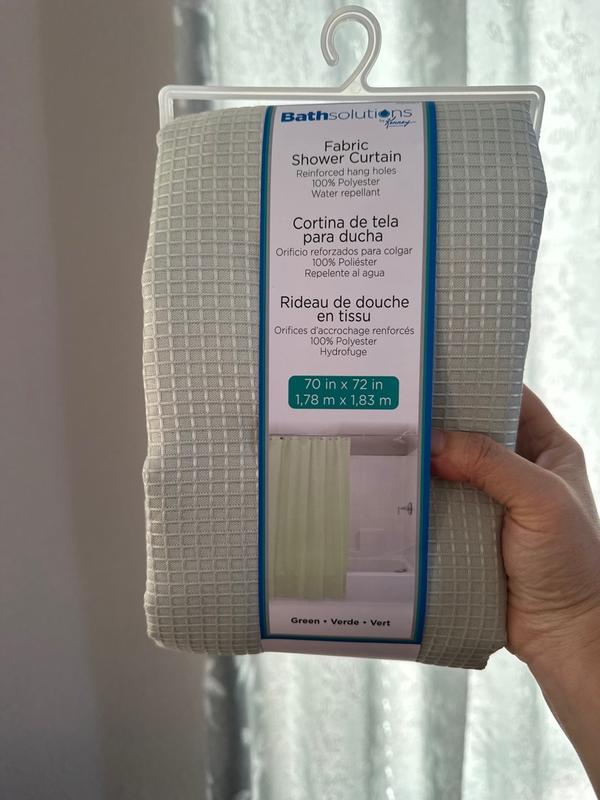 Bathsolutions
by Kenney
Fabric
Shower Curtain
Reinforced hang holes
100% Polyester
Water repellant
Cortina de tela
para ducha
Orificio reforzados para colgar
100% Poliéster
Repelente al agua
Rideau de douche
en tissu
Orifices d'accrochage renforcés
100% Polyester
Hydrofuge
70 in x 72 in
1,78 m x 1,83 m
Green • Verde • Vert